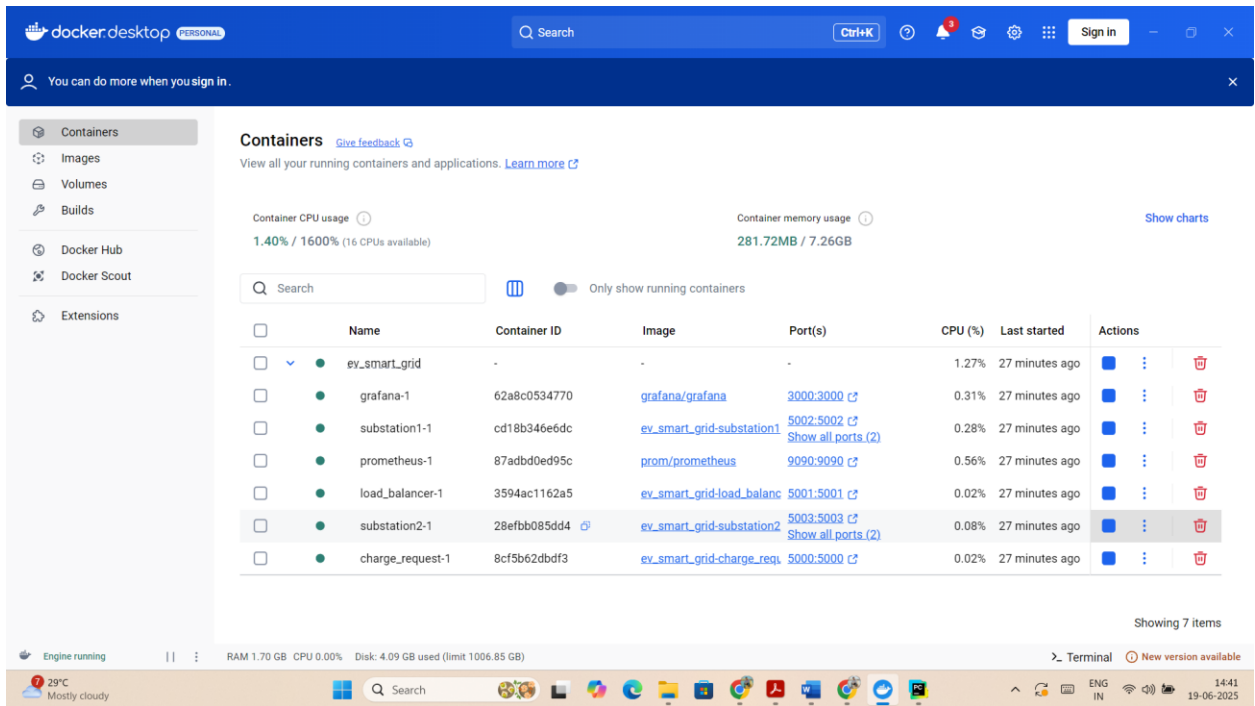 docker.desktop PERSONAL Search Ctrl+K 3 Sign in
You can do more when you sign in.
Containers
Images
Volumes
Builds
Docker Hub
Docker Scout
Extensions
Containers Give feedback
View all your running containers and applications. Learn more
Container CPU usage
1.40% / 1600% (16 CPUs available)
Container memory usage
281.72MB / 7.26GB
Show charts
Search Only show running containers
Name Container ID Image Port(s) CPU (%) Last started Actions
ev_smart_grid - - - 1.27% 27 minutes ago
grafana-1 62a8c0534770 grafana/grafana 3000:3000 0.31% 27 minutes ago
substation1-1 cd18b346e6dc ev_smart_grid-substation1 5002:5002 0.28% 27 minutes ago
Show all ports (2)
prometheus-1 87adbd0ed95c prom/prometheus 9090:9090 0.56% 27 minutes ago
load_balancer-1 3594ac1162a5 ev_smart_grid-load_balanc 5001:5001 0.02% 27 minutes ago
substation2-1 28efbb085dd4 ev_smart_grid-substation2 5003:5003 0.08% 27 minutes ago
Show all ports (2)
charge_request-1 8cf5b62dbdf3 ev_smart_grid-charge_requ 5000:5000 0.02% 27 minutes ago
Showing 7 items
Engine running RAM 1.70 GB CPU 0.00% Disk: 4.09 GB used (limit 1006.85 GB) Terminal New version available
7 29°C
Mostly cloudy
Search
ENG
IN
14:41
19-06-2025